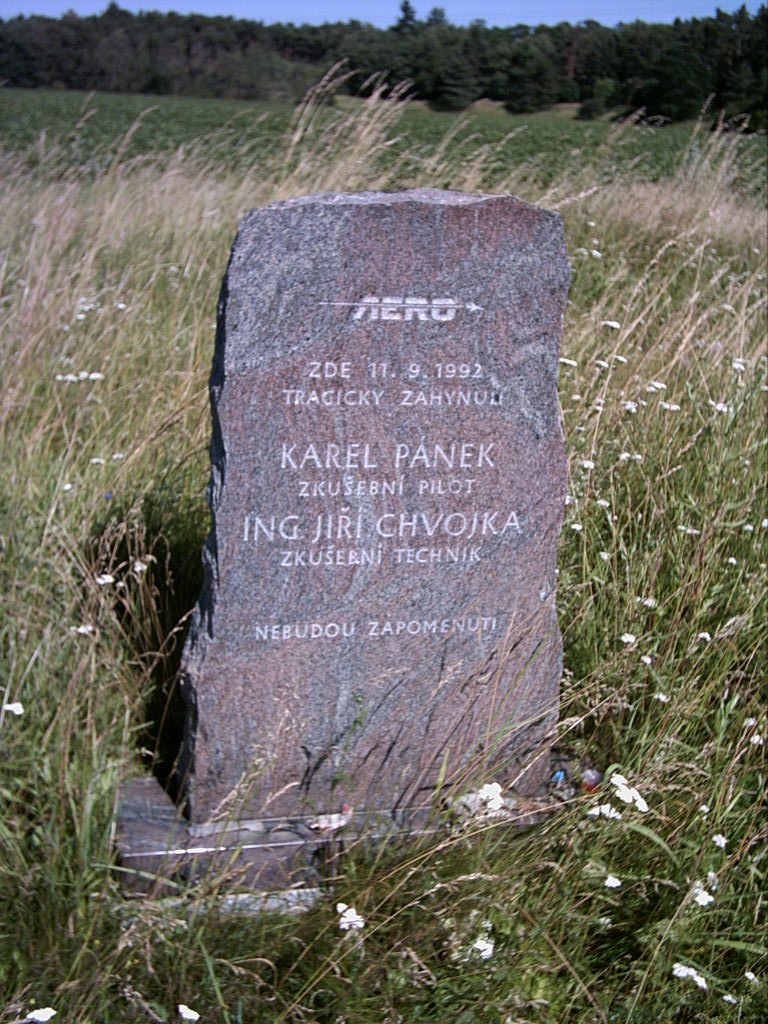 AERO
ZDE 11. 9. 1992
TRAGICKY ZAHYNULI
KAREL PÁNEK
ZKUŠEBNÍ PILOT
ING JIŘÍ CHVOJKA
ZKUŠEBNÍ TECHNIK
NEBUDOU ZAPOMENUTI